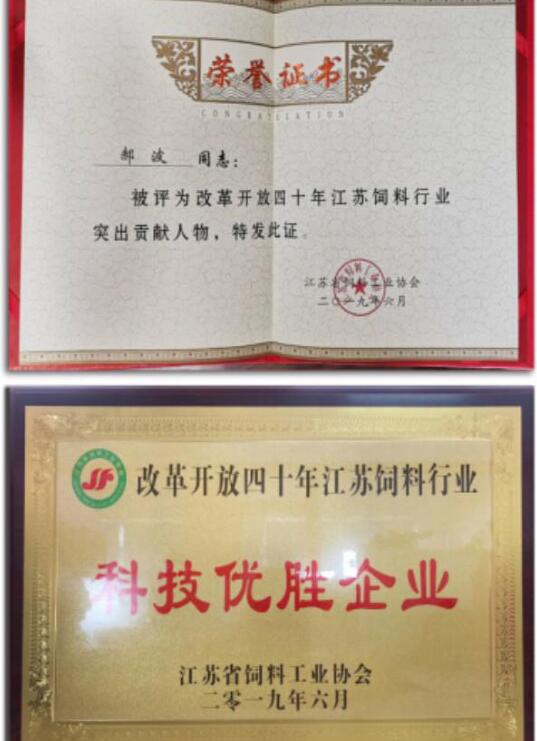 荣誉证书
CONGRATULATION
郝波 同志:
被评为改革开放四十年江苏饲料行业
突出贡献人物，特发此证。
江苏省饲料工业协会
二〇一九年六月
改革开放四十年江苏饲料行业
科技优胜企业
江苏省饲料工业协会
二零一九年六月